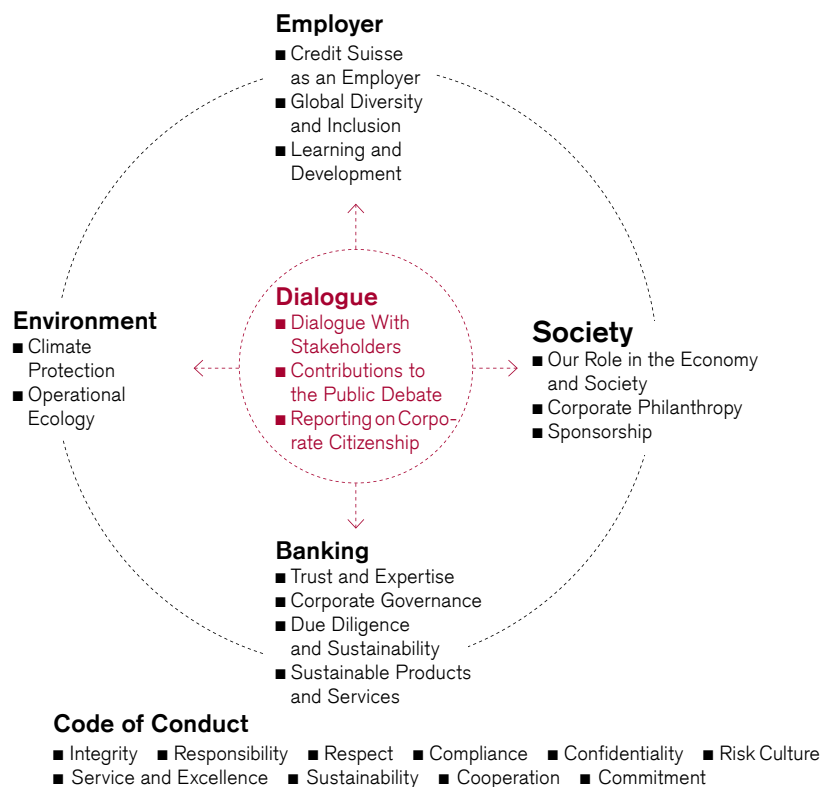 Employer
■ Credit Suisse
as an Employer
■ Global Diversity
and Inclusion
■ Learning and
Development
Environment
■ Climate
Protection
■ Operational
Ecology
Dialogue
■ Dialogue With
Stakeholders
■ Contributions to
the Public Debate
■ Reporting on Corpo-
rate Citizenship
Society
■ Our Role in the Economy
and Society
■ Corporate Philanthropy
■ Sponsorship
Banking
■ Trust and Expertise
■ Corporate Governance
■ Due Diligence
and Sustainability
■ Sustainable Products
and Services
Code of Conduct
■ Integrity ■ Responsibility ■ Respect ■ Compliance ■ Confidentiality ■ Risk Culture
■ Service and Excellence ■ Sustainability ■ Cooperation ■ Commitment